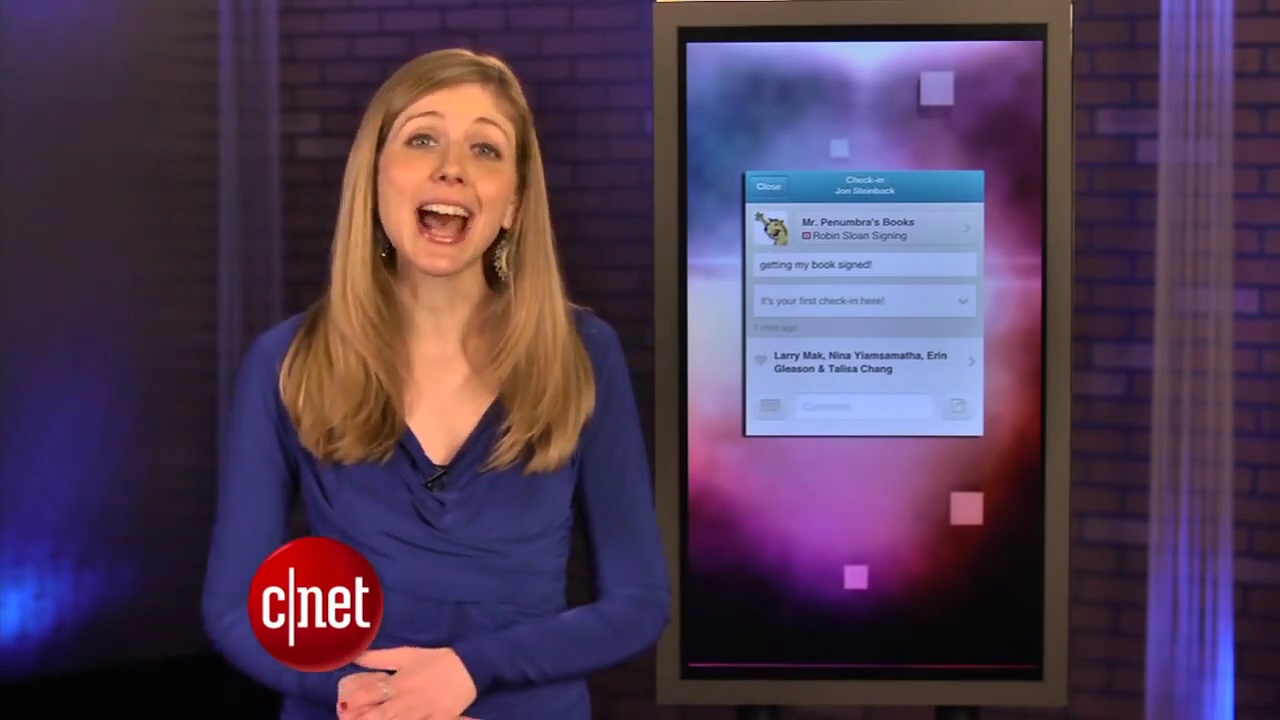 Close
Check-in
Jon Steinback
Mr. Penumbra's Books
Robin Sloan Signing
getting my book signed!
It's your first check-in here!
Larry Mak, Nina Yiamsamatha, Erin
Gleason & Talisa Chang
Comment
c|net